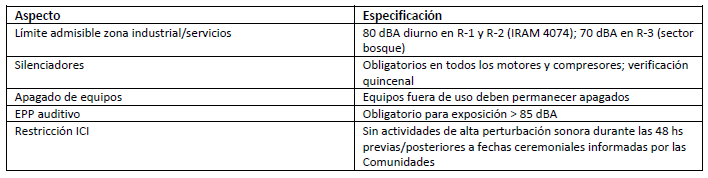 Aspecto Especificación
Límite admisible zona industrial/servicios 80 dBA diurno en R-1 y R-2 (IRAM 4074); 70 dBA en R-3 (sector
bosque)
Silenciadores Obligatorios en todos los motores y compresores; verificación
quincenal
Apagado de equipos Equipos fuera de uso deben permanecer apagados
EPP auditivo Obligatorio para exposición > 85 dBA
Restricción ICI Sin actividades de alta perturbación sonora durante las 48 hs
previas/posteriores a fechas ceremoniales informadas por las
Comunidades